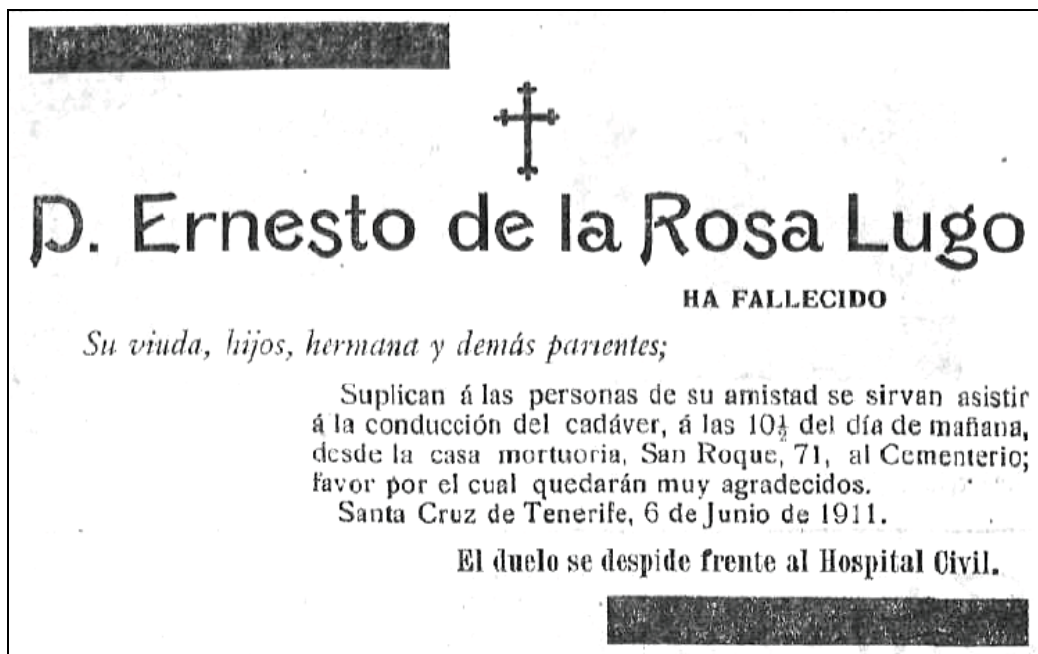 D. Ernesto de la Rosa Lugo
HA FALLECIDO
Su viuda, hijos, hermana y demás parientes;
Suplican á las personas de su amistad se sirvan asistir
á la conducción del cadáver, á las 10½ del día de mañana,
desde la casa mortuoria, San Roque, 71, al Cementerio;
favor por el cual quedarán muy agradecidos.
Santa Cruz de Tenerife, 6 de Junio de 1911.
El duelo se despide frente al Hospital Civil.